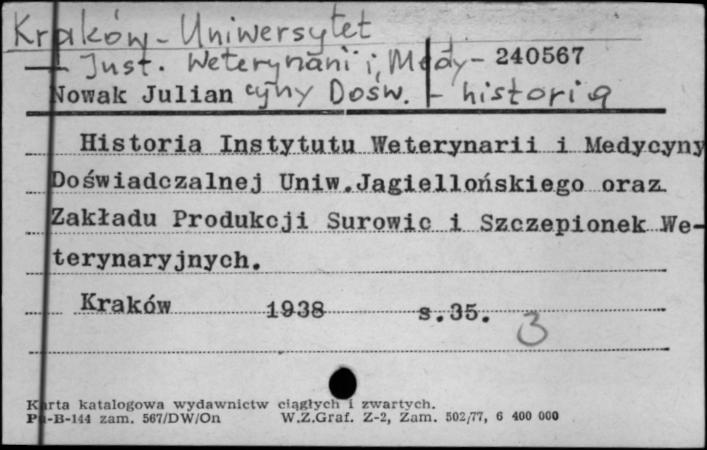 Kraków - Uniwersytet
- Inst. Weterynarii i Medy- 240567
Nowak Julian cyny Dośw. - historia
Historia Instytutu Weterynarii i Medycyny
Doświadczalnej Uniw.Jagiellońskiego oraz
Zakładu Produkcji Surowic i Szczepionek We-
terynaryjnych.
Kraków 1938 s.35.
3
Karta katalogowa wydawnictw ciągłych i zwartych.
Pu-B-144 zam. 567/DW/On W.Z.Graf. Z-2, Zam. 502/77, 6 400 000